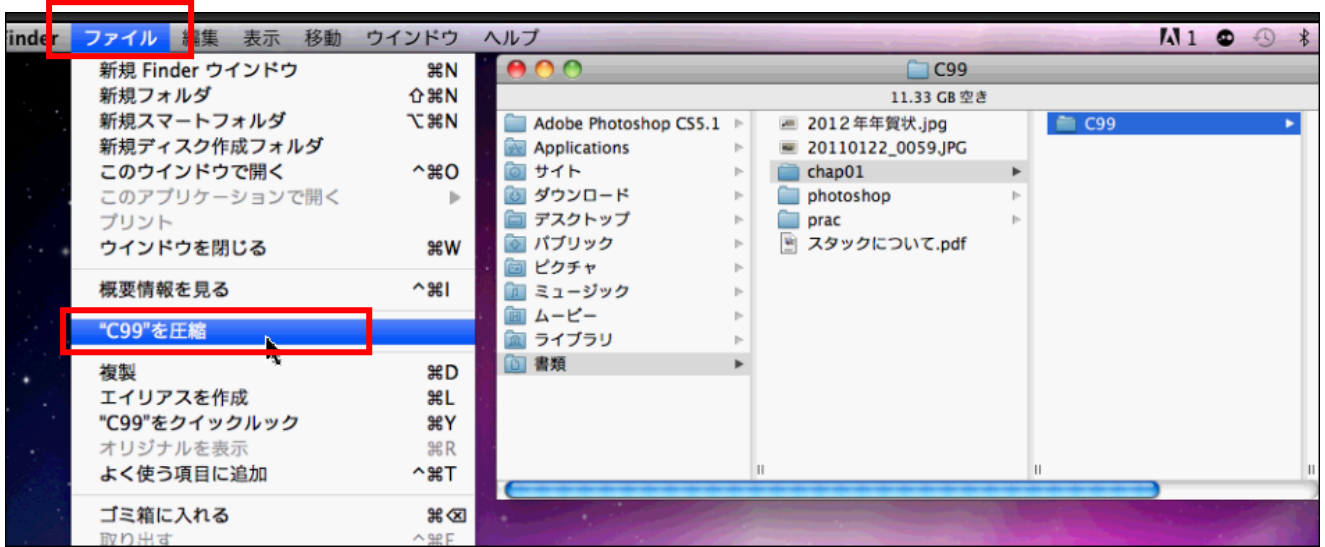 Finder ファイル 編集 表示 移動 ウインドウ ヘルプ 1
新規 Finder ウインドウ ⌘N
新規フォルダ ⇧⌘N
新規スマートフォルダ ⌥⌘N
新規ディスク作成フォルダ
このウインドウで開く ^⌘O
このアプリケーションで開く ▶
プリント
ウインドウを閉じる ⌘W
概要情報を見る ^⌘I
“C99”を圧縮
複製 ⌘D
エイリアスを作成 ⌘L
“C99”をクイックルック ⌘Y
オリジナルを表示 ⌘R
よく使う項目に追加 ^⌘T
ゴミ箱に入れる ⌘⌫
取り出す
C99
11.33 GB 空き
Adobe Photoshop CS5.1
Applications
サイト
ダウンロード
デスクトップ
パブリック
ピクチャ
ミュージック
ムービー
ライブラリ
書類
2012年年賀状.jpg
20110122_0059.JPG
chap01
photoshop
prac
スタックについて.pdf
C99